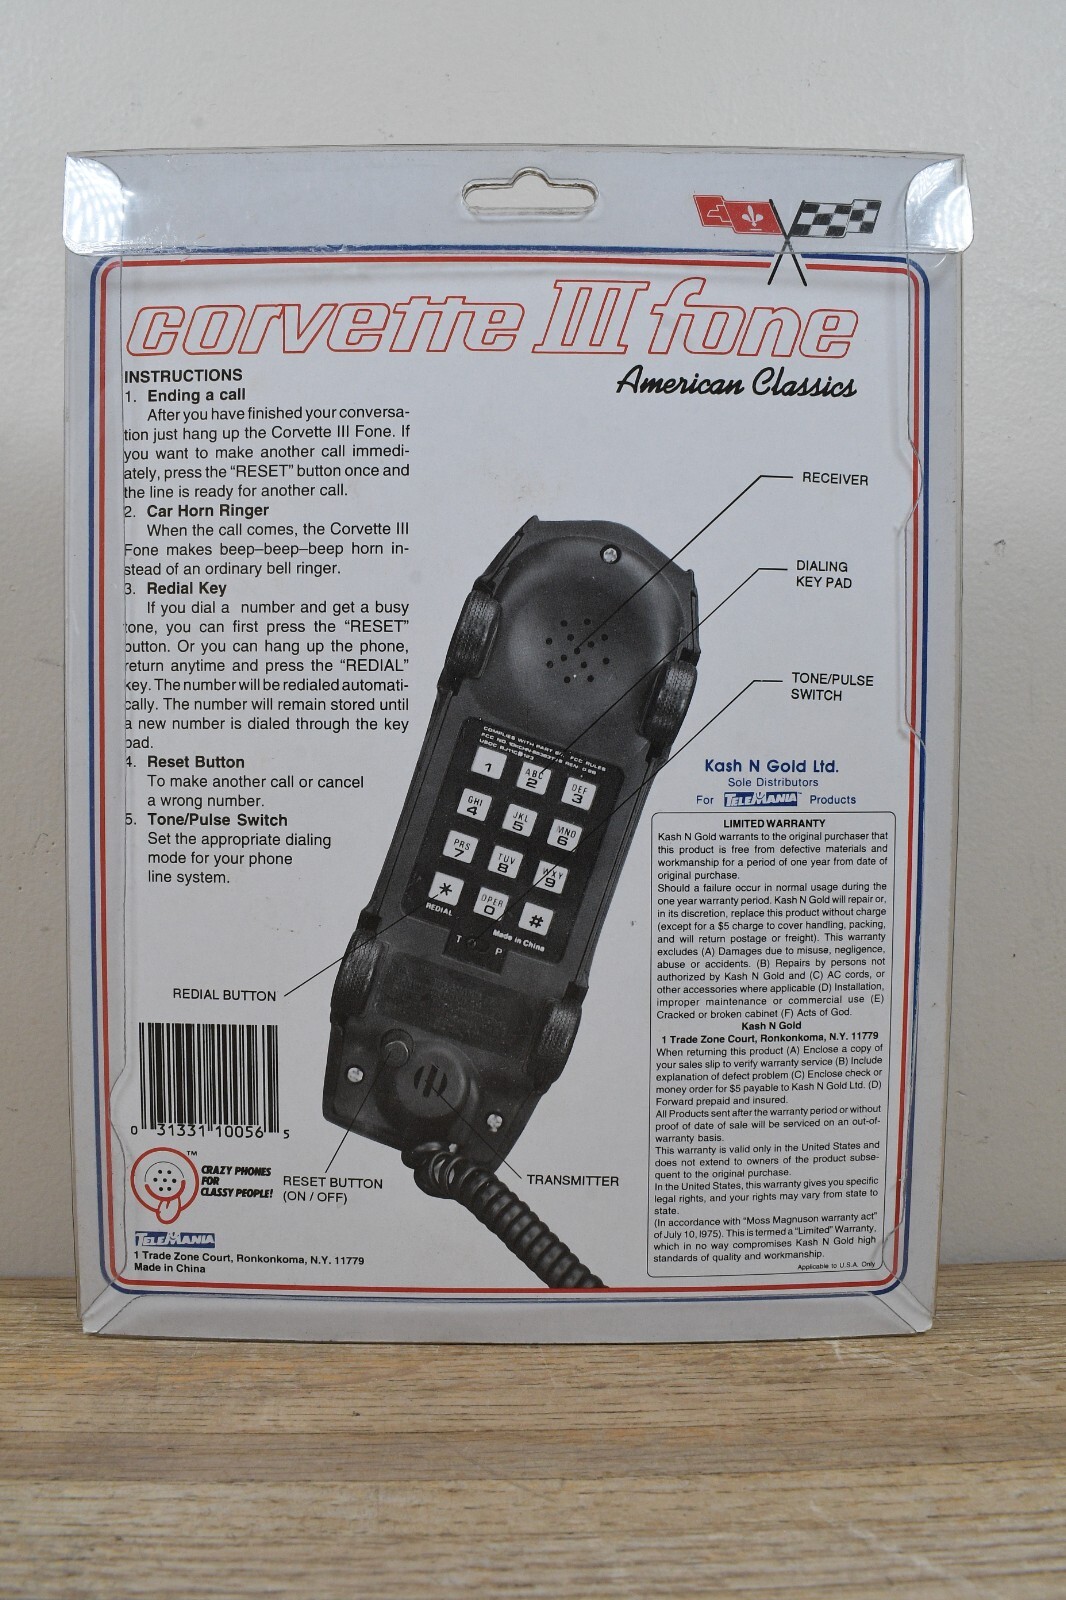 corvette III fone
American Classics
INSTRUCTIONS
1. Ending a call
After you have finished your conversa-
tion just hang up the Corvette III Fone. If
you want to make another call immedi-
ately, press the “RESET” button once and
the line is ready for another call.
2. Car Horn Ringer
When the call comes, the Corvette III
Fone makes beep–beep–beep horn in-
stead of an ordinary bell ringer.
3. Redial Key
If you dial a number and get a busy
tone, you can first press the “RESET”
button. Or you can hang up the phone,
return anytime and press the “REDIAL”
key. The number will be redialed automati-
cally. The number will remain stored until
a new number is dialed through the key
pad.
4. Reset Button
To make another call or cancel
a wrong number.
5. Tone/Pulse Switch
Set the appropriate dialing
mode for your phone
line system.
RECEIVER
DIALING
KEY PAD
TONE/PULSE
SWITCH
COMPLIES WITH PART FCC RULES
FCC NO.
USOC
1
ABC
2
DEF
3
GHI
4
JKL
5
MNO
6
PRS
7
TUV
8
WXY
9
*
OPER
0
#
REDIAL
Made in China
T P
REDIAL BUTTON
0 31331 10056 5
TM
CRAZY PHONES
FOR
CLASSY PEOPLE!
RESET BUTTON
(ON / OFF)
TRANSMITTER
TELEMANIA
1 Trade Zone Court, Ronkonkoma, N.Y. 11779
Made in China
Kash N Gold Ltd.
Sole Distributors
For TELEMANIA™ Products
LIMITED WARRANTY
Kash N Gold warrants to the original purchaser that
this product is free from defective materials and
workmanship for a period of one year from date of
original purchase.
Should a failure occur in normal usage during the
one year warranty period. Kash N Gold will repair or,
in its discretion, replace this product without charge
(except for a $5 charge to cover handling, packing,
and will return postage or freight). This warranty
excludes (A) Damages due to misuse, negligence,
abuse or accidents. (B) Repairs by persons not
authorized by Kash N Gold and (C) AC cords, or
other accessories where applicable (D) Installation,
improper maintenance or commercial use (E)
Cracked or broken cabinet (F) Acts of God.
Kash N Gold
1 Trade Zone Court, Ronkonkoma, N.Y. 11779
When returning this product (A) Enclose a copy of
your sales slip to verify warranty service (B) Include
explanation of defect problem (C) Enclose check or
money order for $5 payable to Kash N Gold Ltd. (D)
Forward prepaid and insured.
All Products sent after the warranty period or without
proof of date of sale will be serviced on an out-of-
warranty basis.
This warranty is valid only in the United States and
does not extend to owners of the product subse-
quent to the original purchase.
In the United States, this warranty gives you specific
legal rights, and your rights may vary from state to
state.
(In accordance with “Moss Magnuson warranty act”
of July 10, 1975). This is termed a “Limited” Warranty,
which in no way compromises Kash N Gold high
standards of quality and workmanship.
Applicable to U.S.A. Only